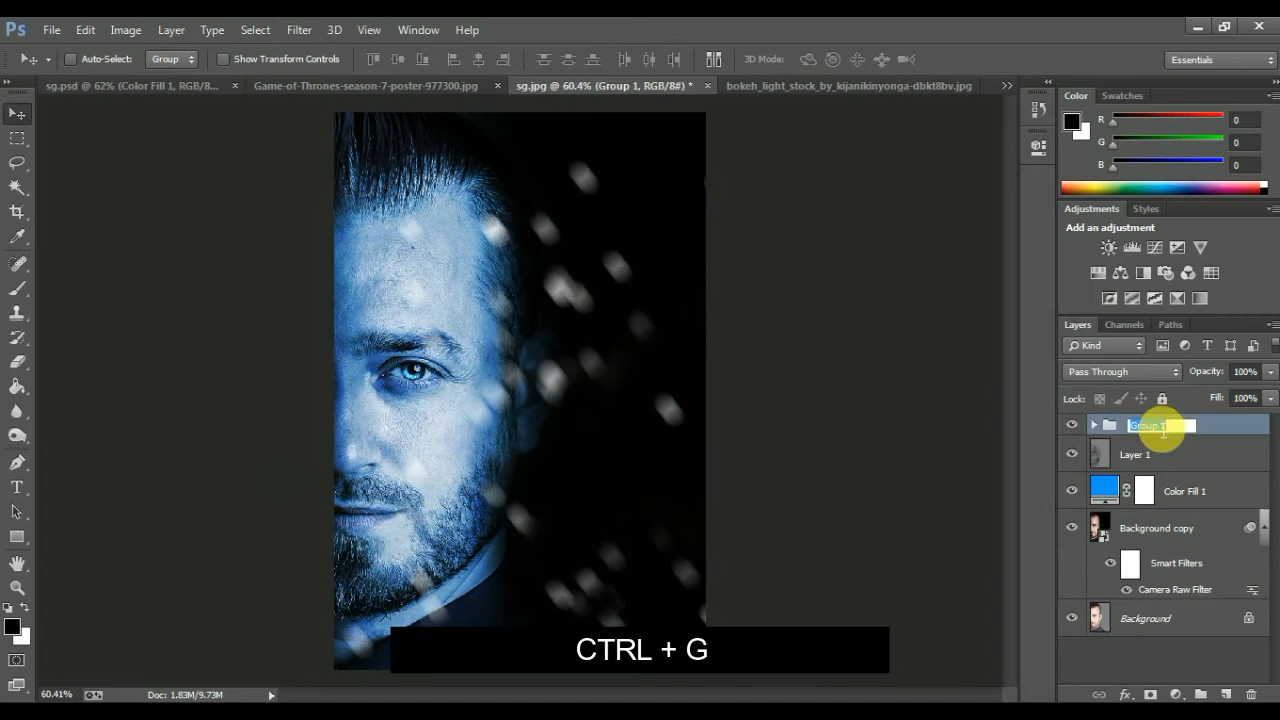 Ps File Edit Image Layer Type Select Filter 3D View Window Help
Auto-Select: Group Show Transform Controls 3D Mode: Essentials
sg.psd @ 62% (Color Fill 1, RGB/8... × Game-of-Thrones-season-7-poster-977300.jpg × sg.jpg @ 60.4% (Group 1, RGB/8#) * × bokeh_light_stock_by_kijanikinyonga-dbkt8bv.jpg
Color Swatches
R 0
G 0
B 0
Adjustments Styles
Add an adjustment
Layers Channels Paths
Kind
Pass Through Opacity: 100%
Lock: Fill: 100%
Group 1
Layer 1
Color Fill 1
Background copy
Smart Filters
Camera Raw Filter
Background
CTRL + G
60.41% Doc: 1.83M/9.73M